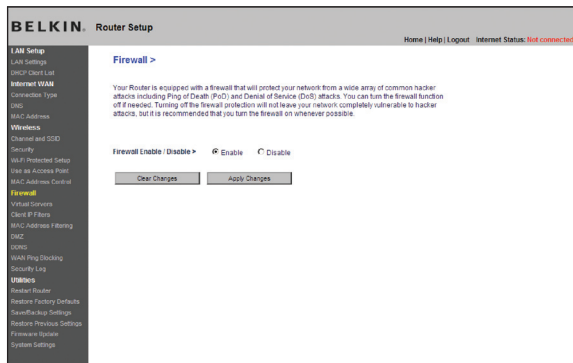 BELKIN. Router Setup
Home | Help | Logout Internet Status: Not connected
LAN Setup
LAN Settings
DHCP Client List
Internet WAN
Connection Type
DNS
MAC Address
Wireless
Channel and SSID
Security
Wi-Fi Protected Setup
Use as Access Point
MAC Address Control
Firewall
Virtual Servers
Client IP Filters
MAC Address Filtering
DMZ
DDNS
WAN Ping Blocking
Security Log
Utilities
Restart Router
Restore Factory Defaults
Save/Backup Settings
Restore Previous Settings
Firmware Update
System Settings
Firewall >
Your Router is equipped with a firewall that will protect your network from a wide array of common hacker
attacks including Ping of Death (PoD) and Denial of Service (DoS) attacks. You can turn the firewall function
off if needed. Turning off the firewall protection will not leave your network completely vulnerable to hacker
attacks, but it is recommended that you turn the firewall on whenever possible.
Firewall Enable / Disable > Enable Disable
Clear Changes Apply Changes